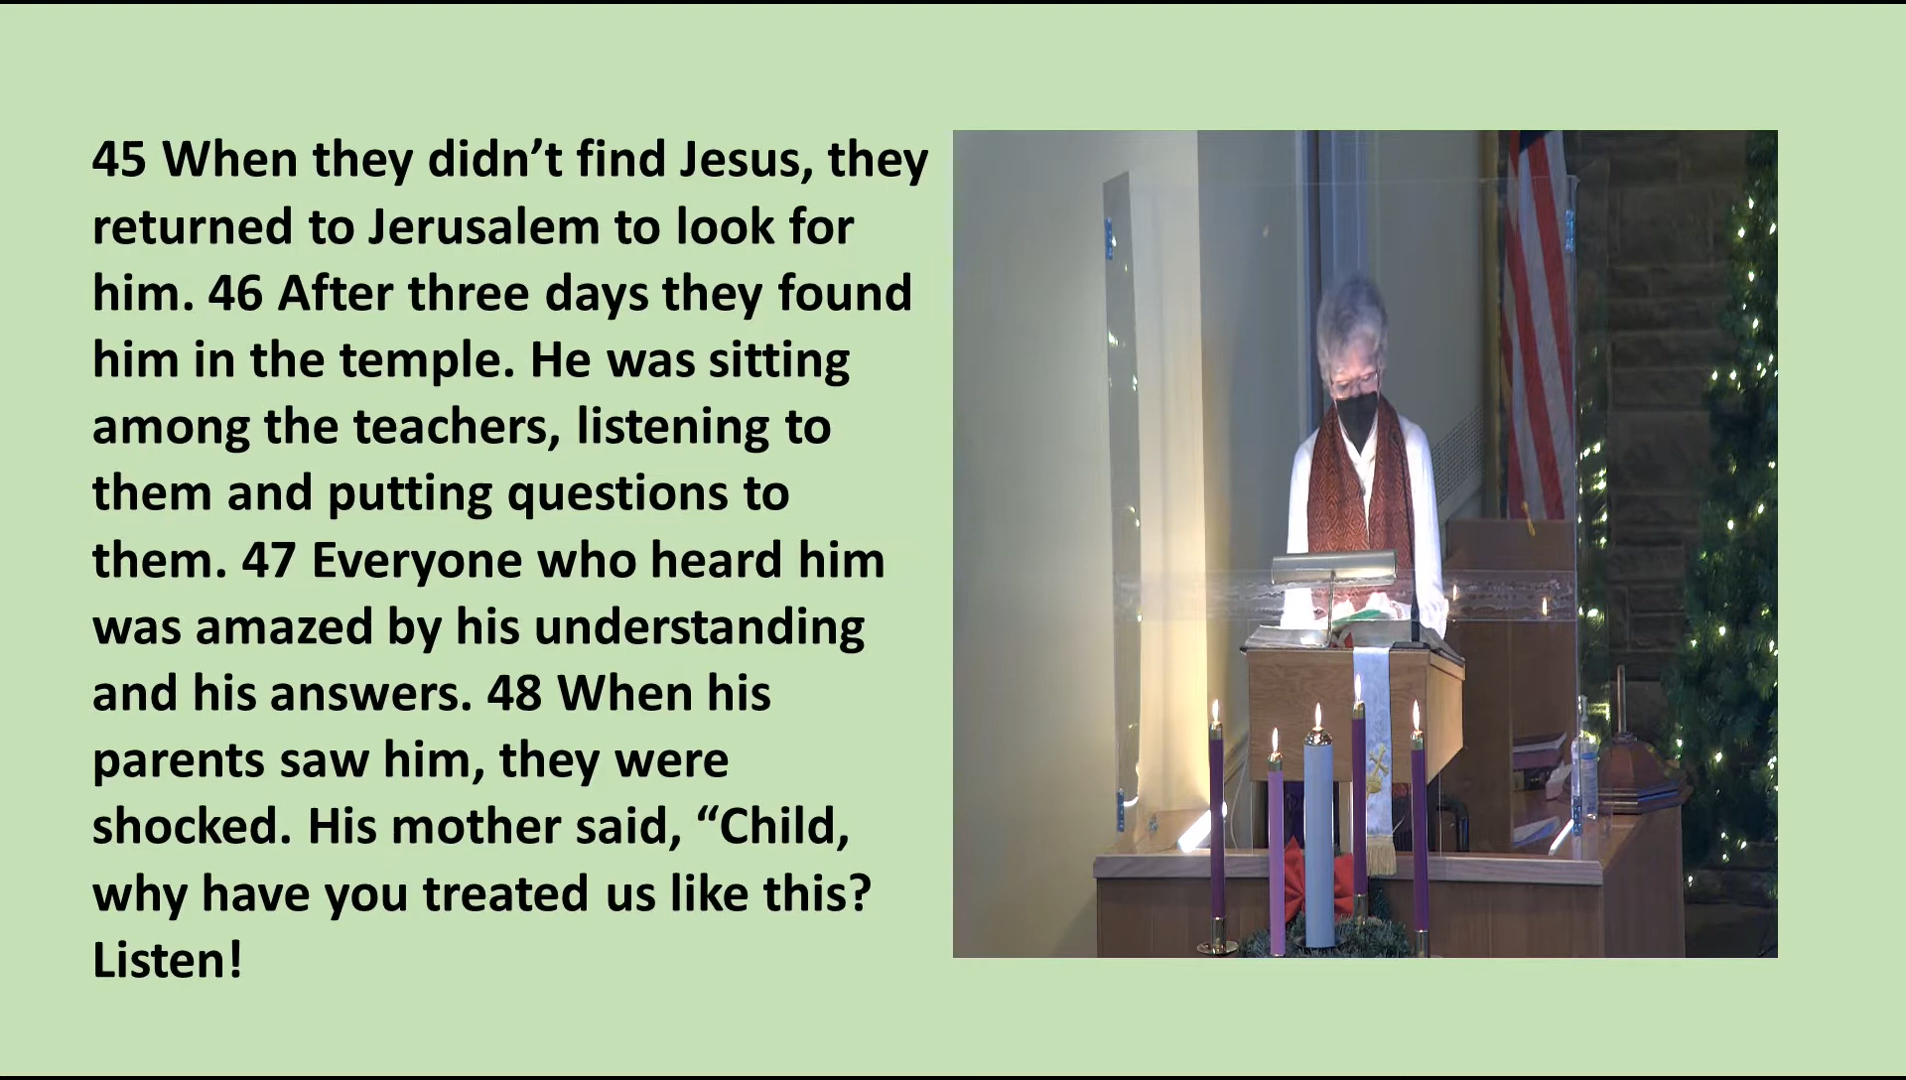 45 When they didn’t find Jesus, they
returned to Jerusalem to look for
him. 46 After three days they found
him in the temple. He was sitting
among the teachers, listening to
them and putting questions to
them. 47 Everyone who heard him
was amazed by his understanding
and his answers. 48 When his
parents saw him, they were
shocked. His mother said, “Child,
why have you treated us like this?
Listen!